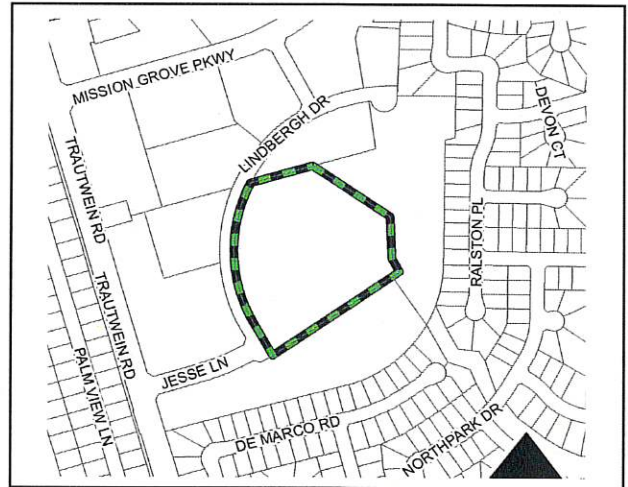 MISSION GROVE PKWY
LINDBERGH DR
DEVON CT
TRAUTWEIN RD
RALSTON PL
TRAUTWEIN RD
PALM VIEW LN
JESSE LN
DE MARCO RD
NORTHPARK DR